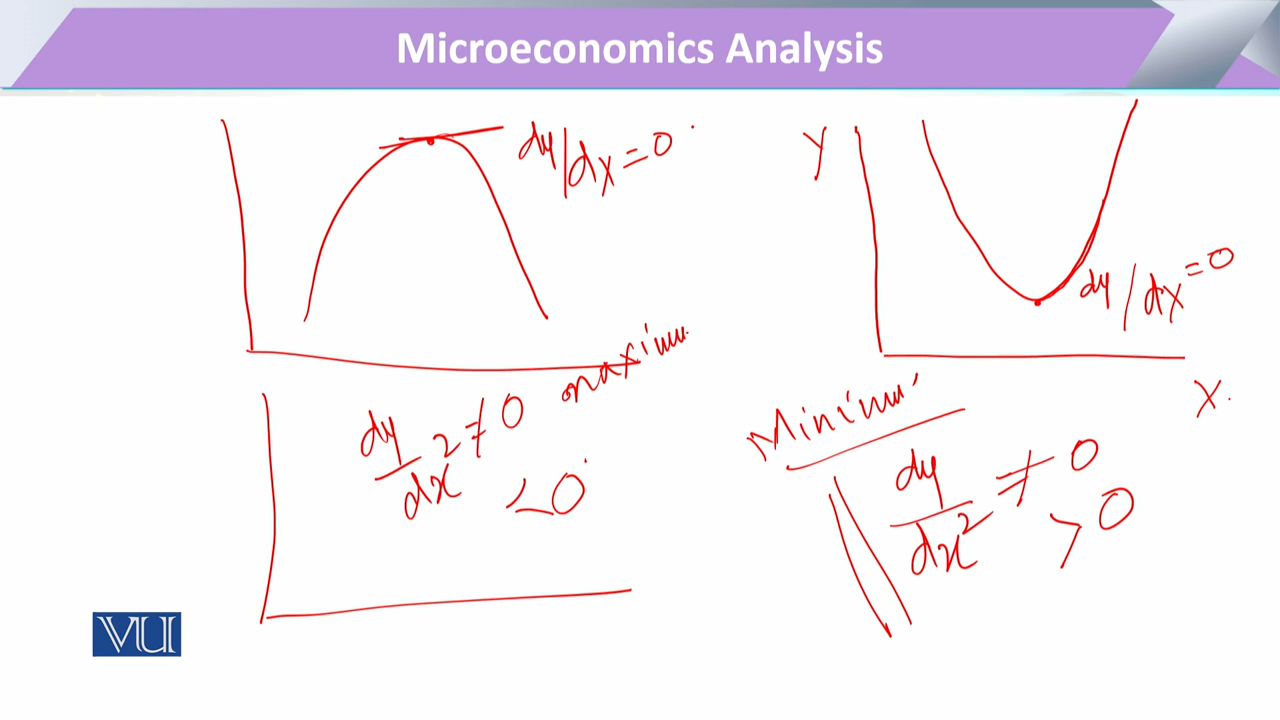 Microeconomics Analysis
dy/dx = 0
y
dy/dx = 0
x.
maximum
dy/dx² ≠ 0
< 0
Minimum
dy/dx² ≠ 0
> 0
VU